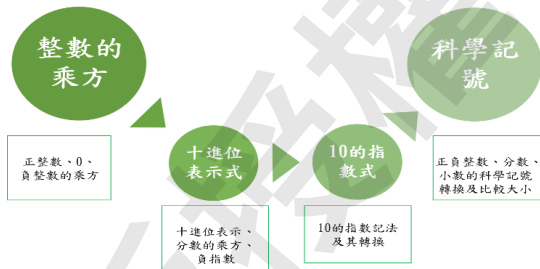 整數的
乘方
科學記
號
十進位
表示式
10的指
數式
正整數、0、
負整數的乘方
正負整數、分數、
小數的科學記號
轉換及比較大小
十進位表示、
分數的乘方、
負指數
10的指數記法
及其轉換